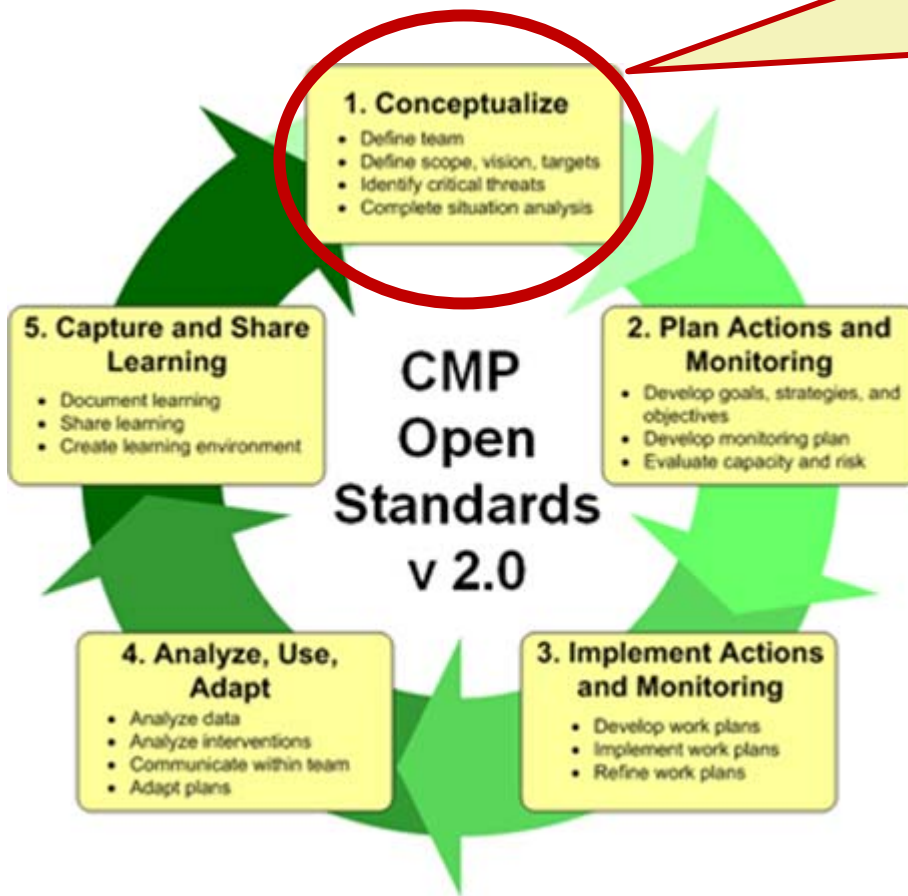 1. Conceptualize
• Define team
• Define scope, vision, targets
• Identify critical threats
• Complete situation analysis
2. Plan Actions and
Monitoring
• Develop goals, strategies, and
objectives
• Develop monitoring plan
• Evaluate capacity and risk
3. Implement Actions
and Monitoring
• Develop work plans
• Implement work plans
• Refine work plans
4. Analyze, Use,
Adapt
• Analyze data
• Analyze interventions
• Communicate within team
• Adapt plans
5. Capture and Share
Learning
• Document learning
• Share learning
• Create learning environment
CMP
Open
Standards
v 2.0